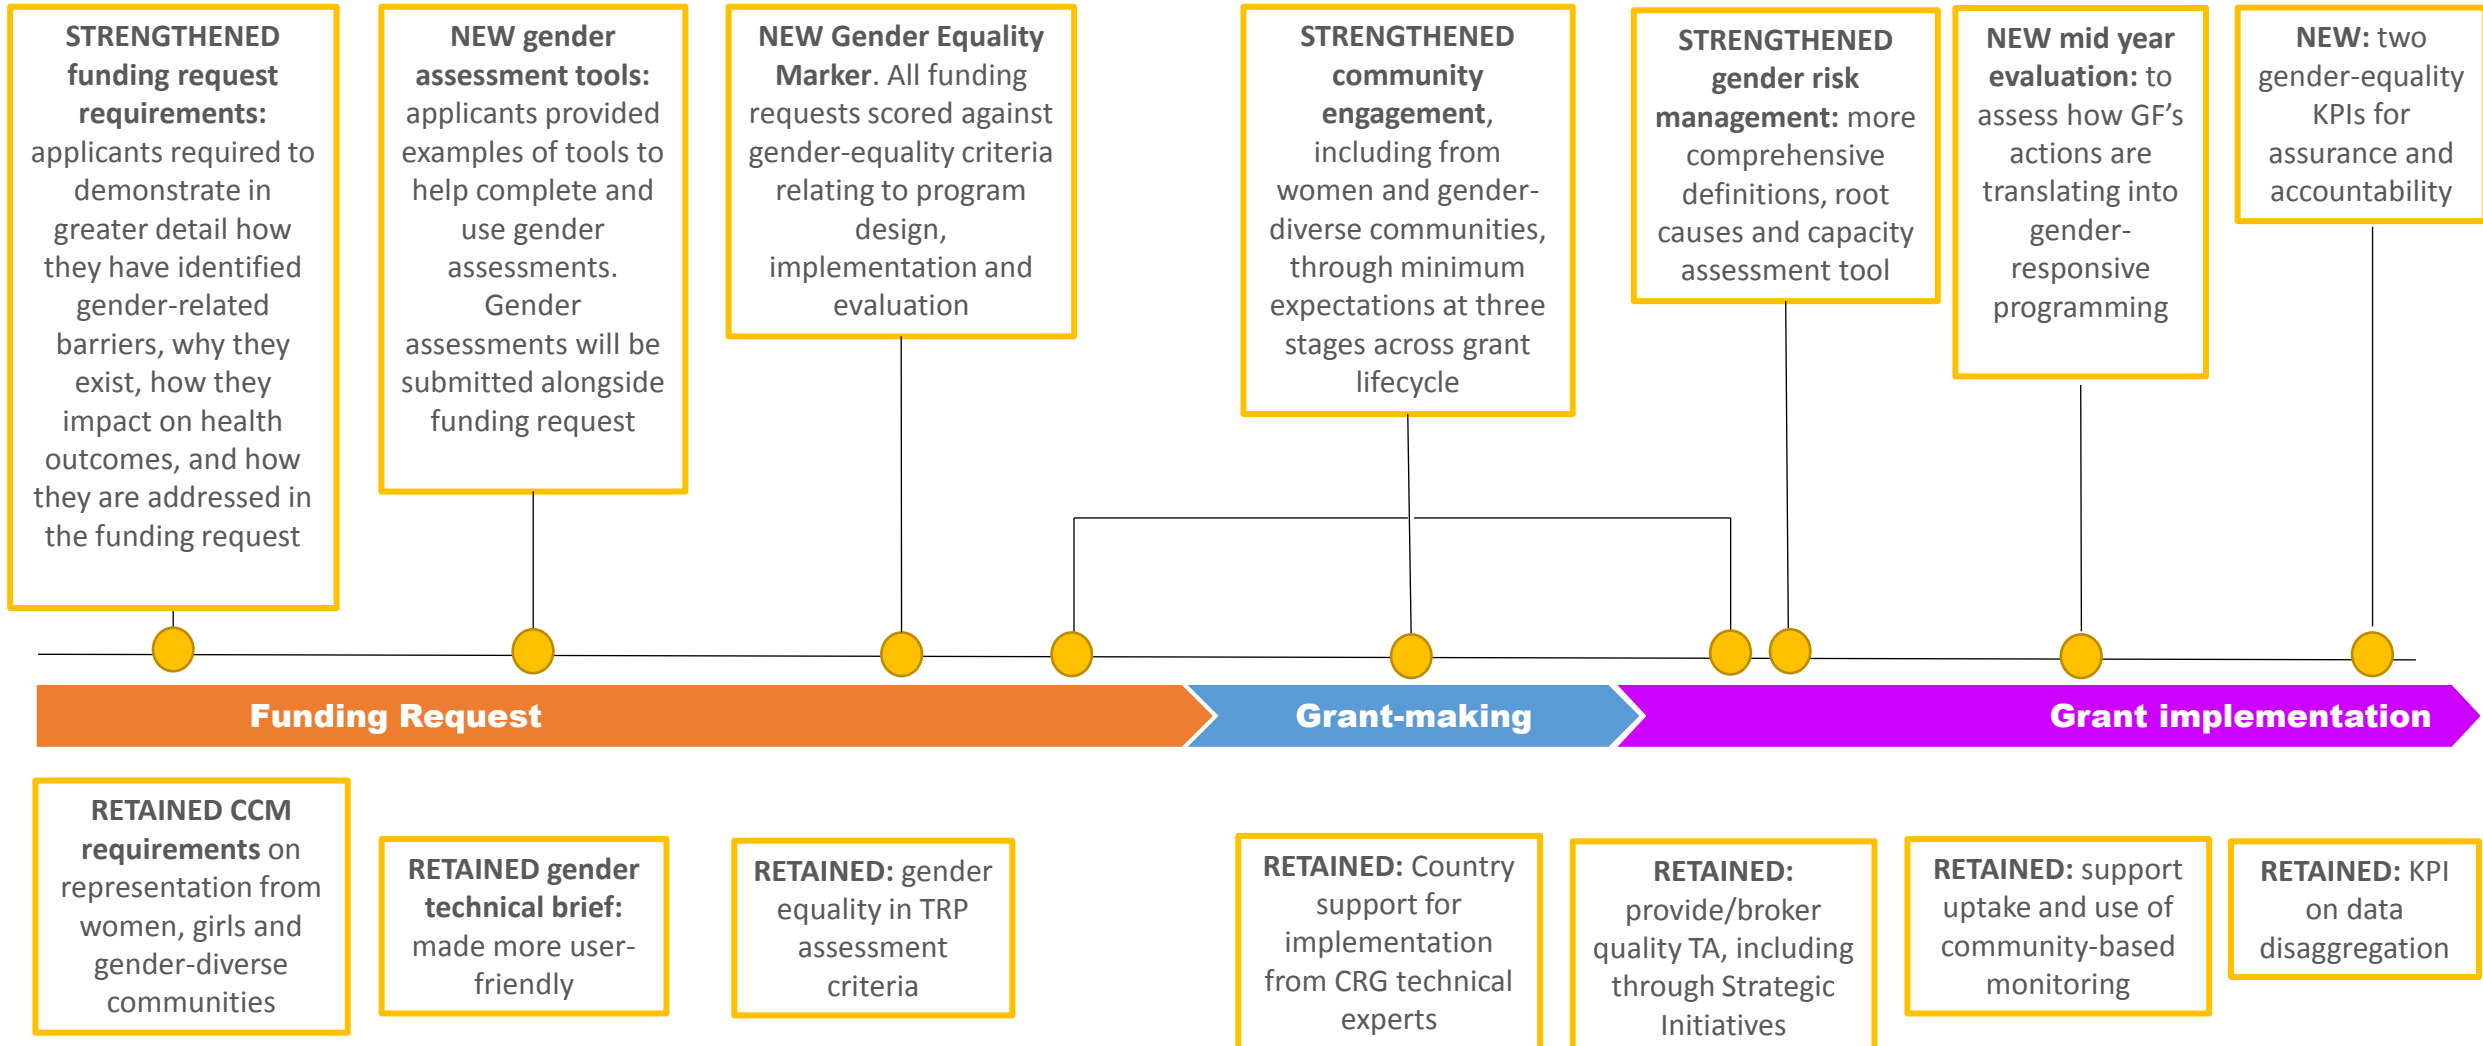 STRENGTHENED
funding request
requirements:
applicants required to
demonstrate in
greater detail how
they have identified
gender-related
barriers, why they
exist, how they
impact on health
outcomes, and how
they are addressed in
the funding request
NEW gender
assessment tools:
applicants provided
examples of tools to
help complete and
use gender
assessments.
Gender
assessments will be
submitted alongside
funding request
NEW Gender Equality
Marker. All funding
requests scored against
gender-equality criteria
relating to program
design,
implementation and
evaluation
STRENGTHENED
community
engagement,
including from
women and gender-
diverse communities,
through minimum
expectations at three
stages across grant
lifecycle
STRENGTHENED
gender risk
management: more
comprehensive
definitions, root
causes and capacity
assessment tool
NEW mid year
evaluation: to
assess how GF’s
actions are
translating into
gender-
responsive
programming
NEW: two
gender-equality
KPIs for
assurance and
accountability
Funding Request
Grant-making
Grant implementation
RETAINED CCM
requirements on
representation from
women, girls and
gender-diverse
communities
RETAINED gender
technical brief:
made more user-
friendly
RETAINED: gender
equality in TRP
assessment
criteria
RETAINED: Country
support for
implementation
from CRG technical
experts
RETAINED:
provide/broker
quality TA, including
through Strategic
Initiatives
RETAINED: support
uptake and use of
community-based
monitoring
RETAINED: KPI
on data
disaggregation